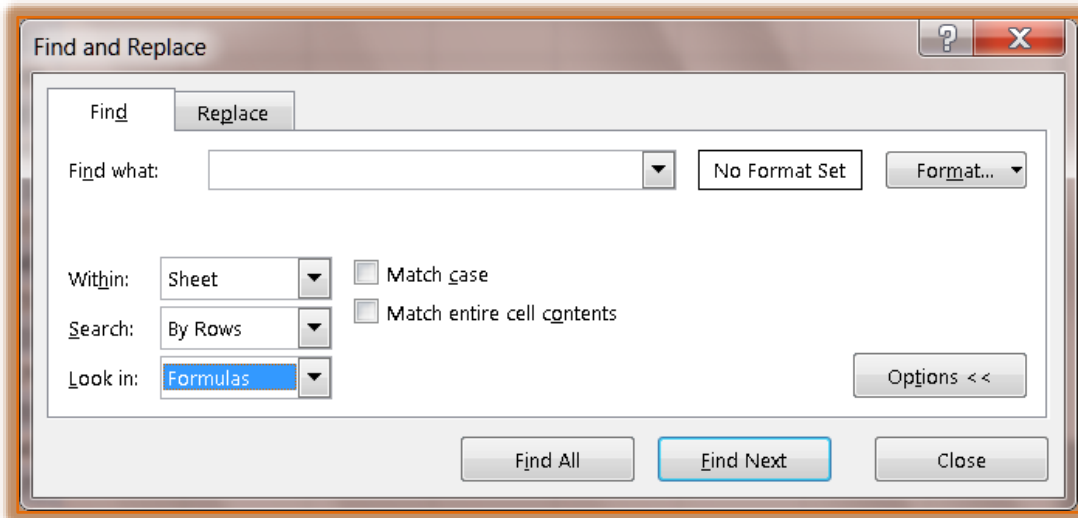 Find and Replace
? X
Find Replace
Find what: No Format Set Format...
Within: Sheet Match case
Match entire cell contents
Search: By Rows
Look in: Formulas
Options <<
Find All Find Next Close